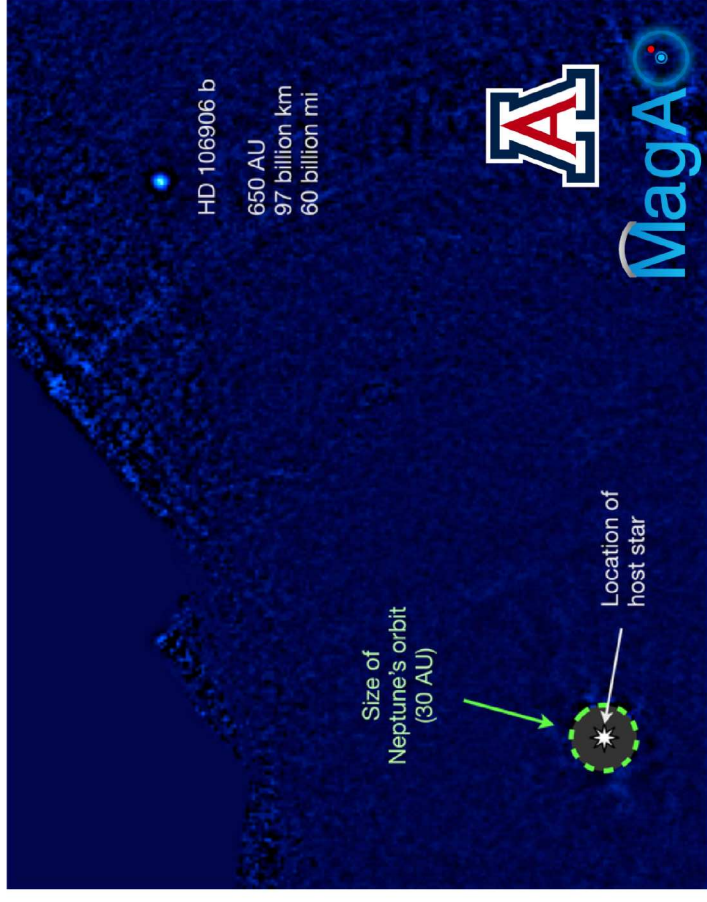 HD 106906 b
650 AU
97 billion km
60 billion mi
Size of
Neptune's orbit
(30 AU)
Location of
host star
A
MagAO